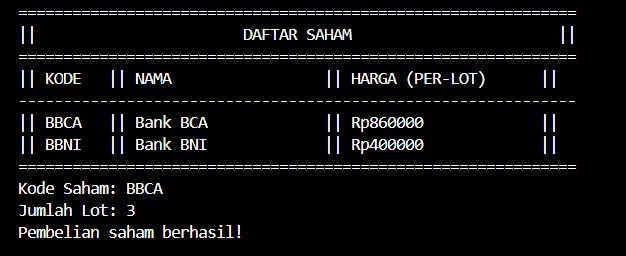 ==============================================================
||                       DAFTAR SAHAM                       ||
==============================================================
|| KODE   || NAMA                 || HARGA (PER-LOT)      ||
--------------------------------------------------------------
|| BBCA   || Bank BCA             || Rp860000             ||
|| BBNI   || Bank BNI             || Rp400000             ||
==============================================================
Kode Saham: BBCA
Jumlah Lot: 3
Pembelian saham berhasil!